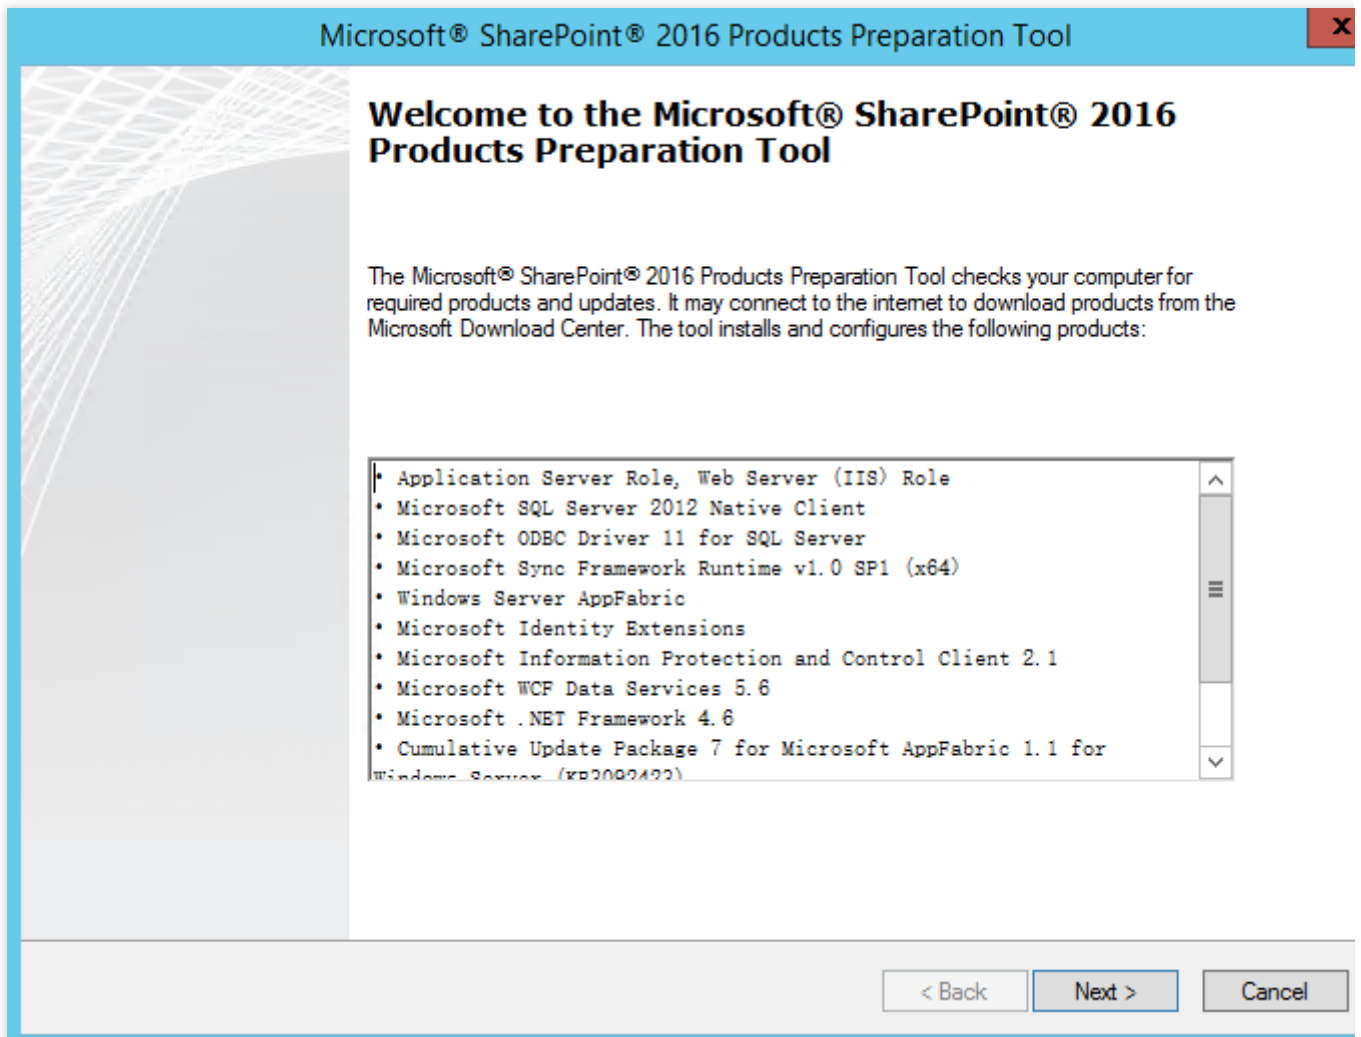 Microsoft® SharePoint® 2016 Products Preparation Tool
x
Welcome to the Microsoft® SharePoint® 2016
Products Preparation Tool
The Microsoft® SharePoint® 2016 Products Preparation Tool checks your computer for
required products and updates. It may connect to the internet to download products from the
Microsoft Download Center. The tool installs and configures the following products:
• Application Server Role, Web Server (IIS) Role
• Microsoft SQL Server 2012 Native Client
• Microsoft ODBC Driver 11 for SQL Server
• Microsoft Sync Framework Runtime v1.0 SP1 (x64)
• Windows Server AppFabric
• Microsoft Identity Extensions
• Microsoft Information Protection and Control Client 2.1
• Microsoft WCF Data Services 5.6
• Microsoft .NET Framework 4.6
• Cumulative Update Package 7 for Microsoft AppFabric 1.1 for
Windows Server (KB3092423)
< Back
Next >
Cancel